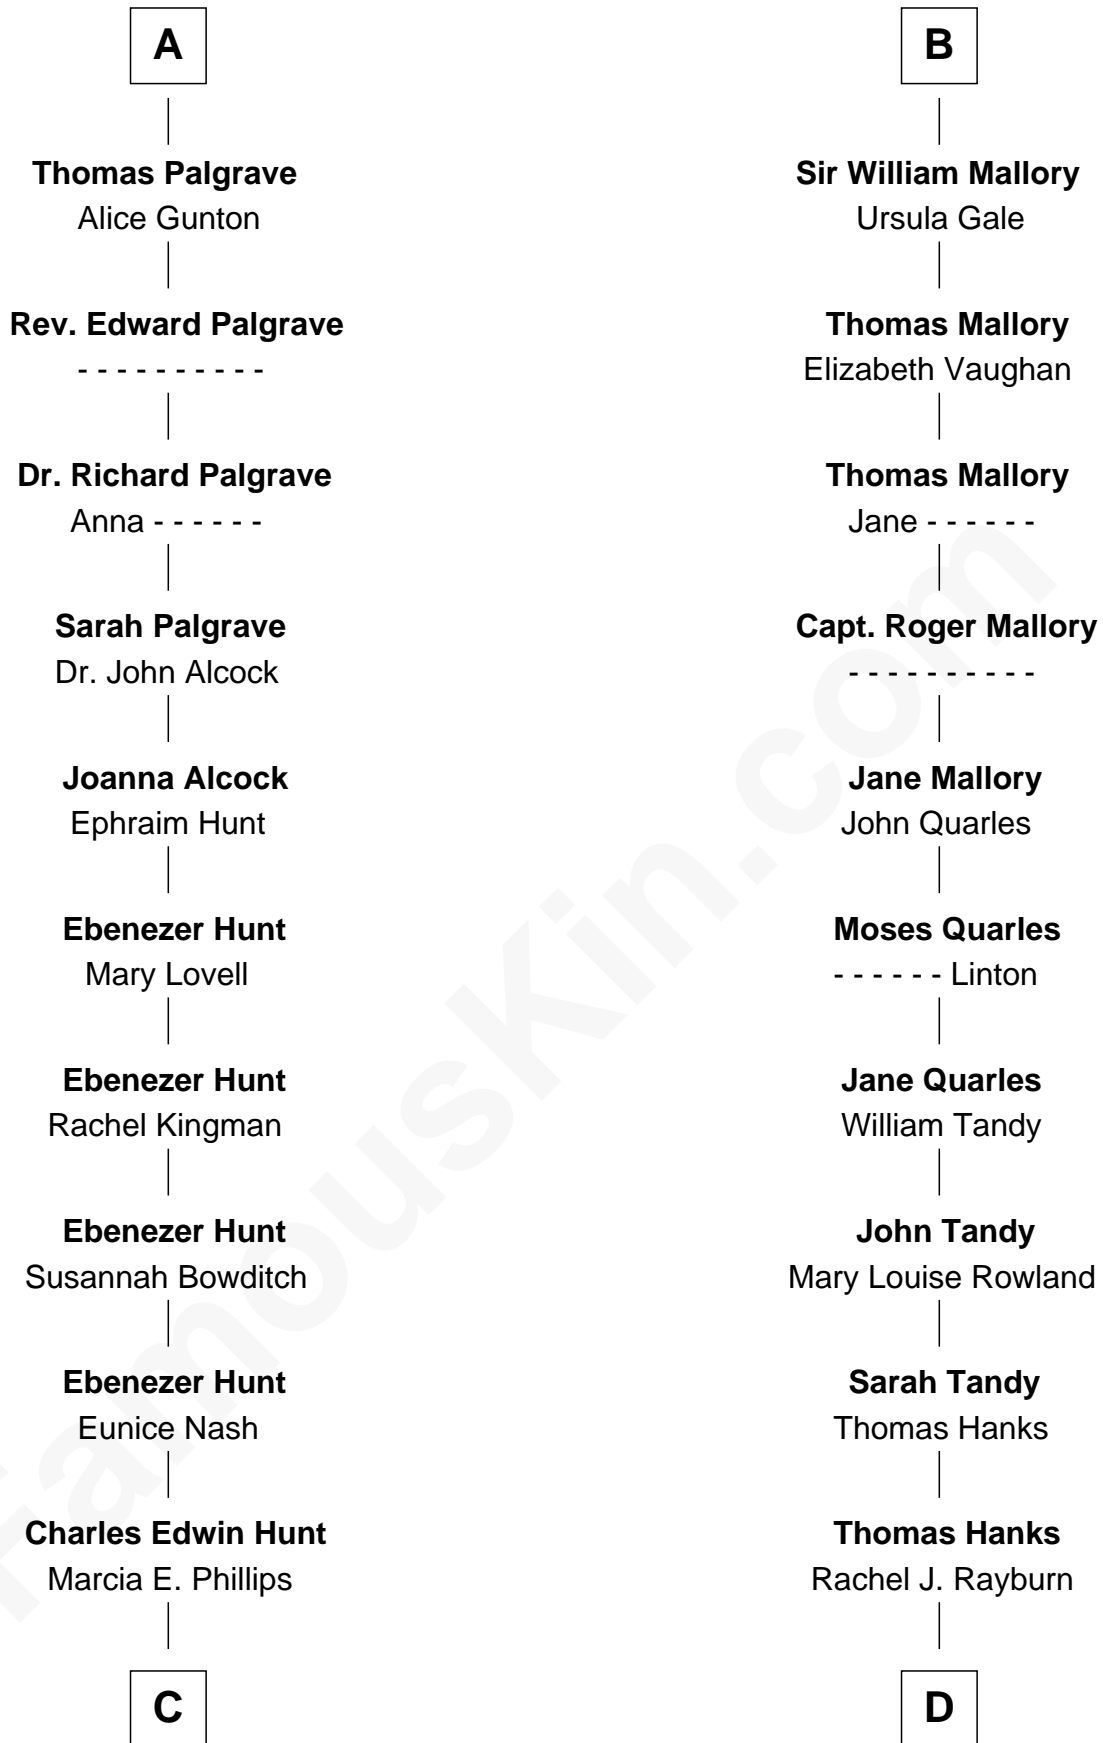 A
Thomas Palgrave
Alice Gunton
Rev. Edward Palgrave
- - - - - - - - - -
Dr. Richard Palgrave
Anna - - - - - -
Sarah Palgrave
Dr. John Alcock
Joanna Alcock
Ephraim Hunt
Ebenezer Hunt
Mary Lovell
Ebenezer Hunt
Rachel Kingman
Ebenezer Hunt
Susannah Bowditch
Ebenezer Hunt
Eunice Nash
Charles Edwin Hunt
Marcia E. Phillips
C
B
Sir William Mallory
Ursula Gale
Thomas Mallory
Elizabeth Vaughan
Thomas Mallory
Jane - - - - - -
Capt. Roger Mallory
- - - - - - - - - -
Jane Mallory
John Quarles
Moses Quarles
- - - - - - Linton
Jane Quarles
William Tandy
John Tandy
Mary Louise Rowland
Sarah Tandy
Thomas Hanks
Thomas Hanks
Rachel J. Rayburn
D
FamousKin.com